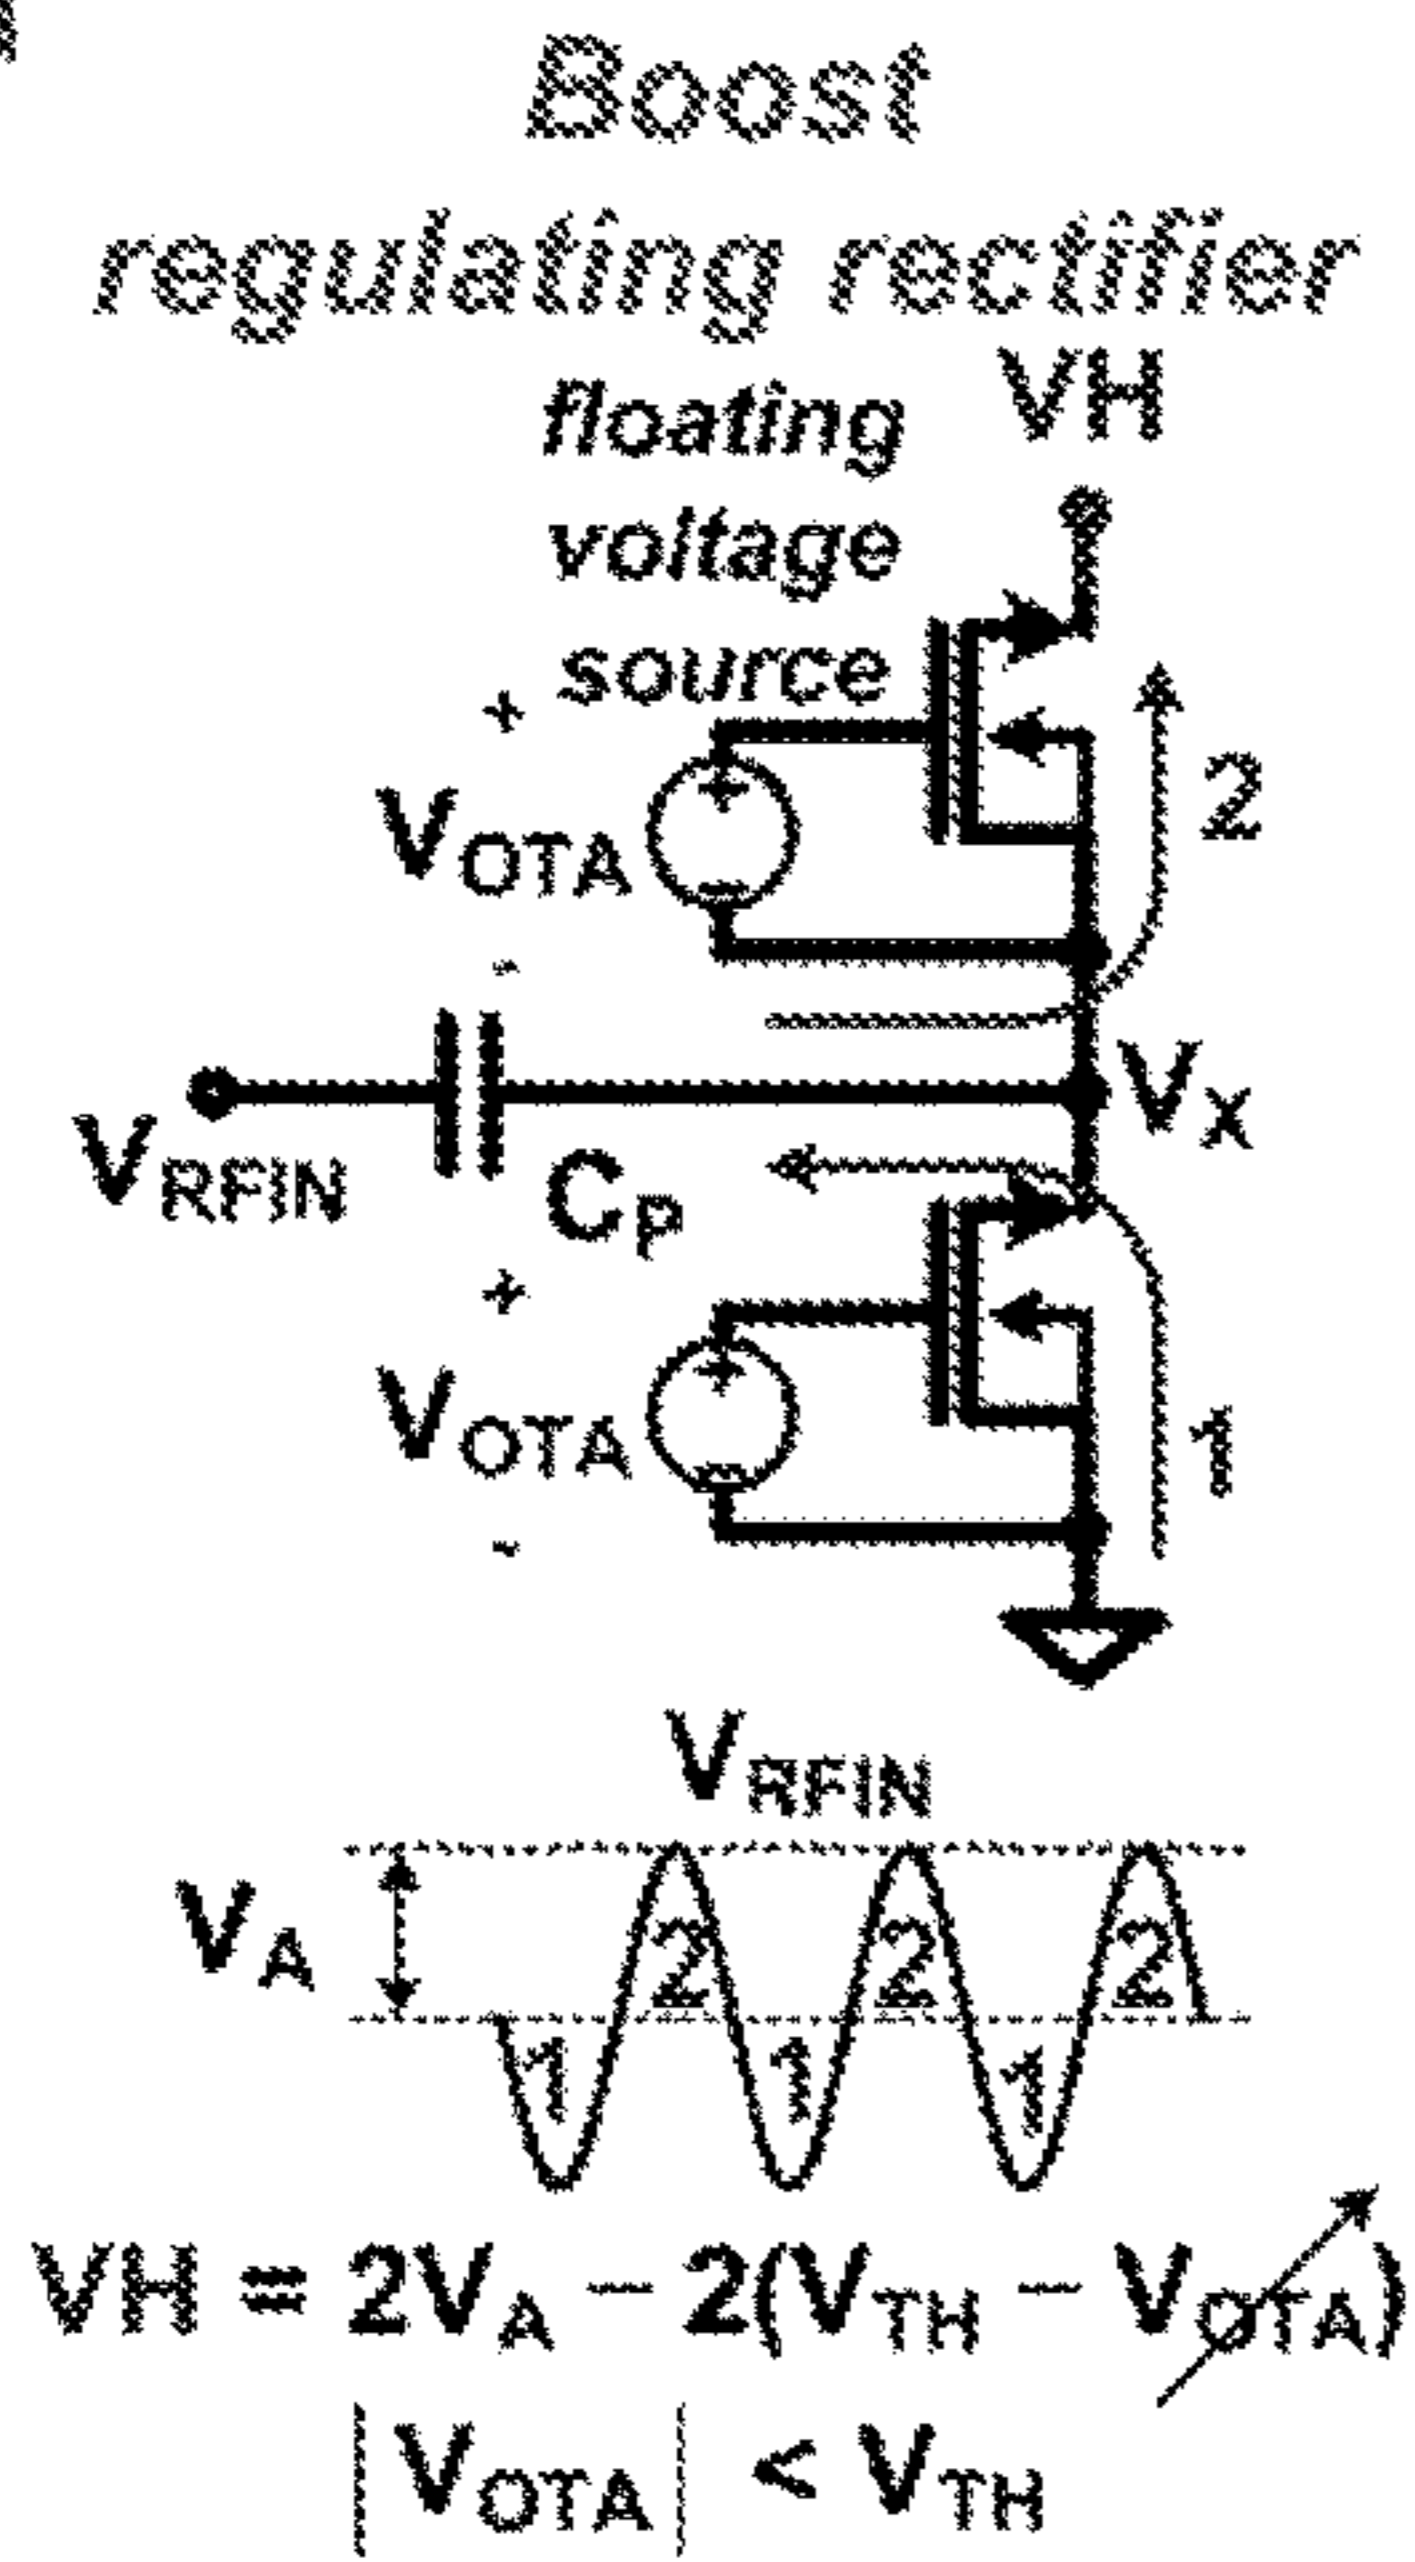 Boost
regulating rectifier
floating
voltage
source
VH
+
VOTA
-
2
VRFIN
CP
VX
+
VOTA
-
1
VRFIN
VA
2 2 2
1 1 1
VH = 2VA - 2(VTH - VOTA)
|VOTA| < VTH